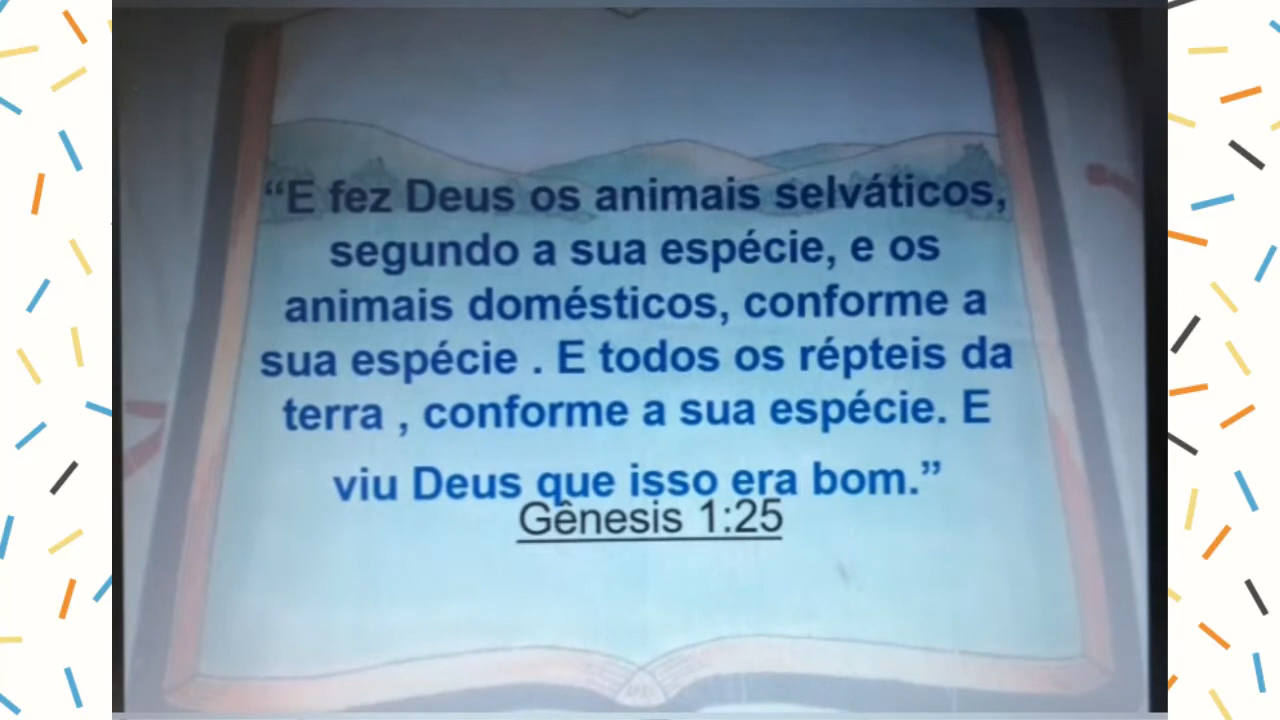 “E fez Deus os animais selváticos,
segundo a sua espécie, e os
animais domésticos, conforme a
sua espécie . E todos os répteis da
terra , conforme a sua espécie. E
viu Deus que isso era bom.”
Gênesis 1:25